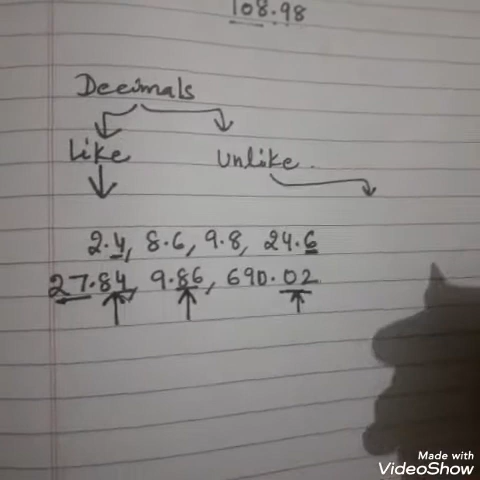 108.98
Decimals
Like Unlike.
2.4, 8.6, 9.8, 24.6
27.84, 9.86, 690.02
Made with
VideoShow